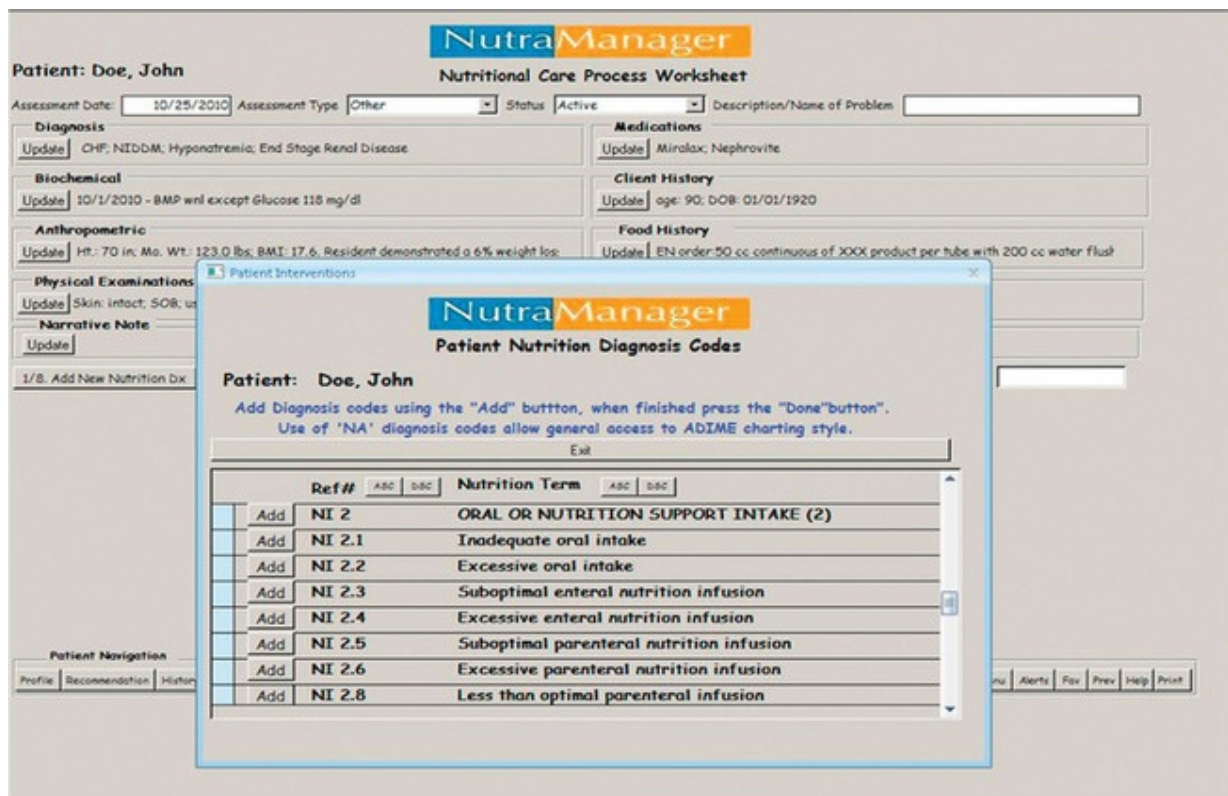 NutraManager
Patient: Doe, John
Nutritional Care Process Worksheet
Assessment Date: 10/25/2010 Assessment Type Other Status Active Description/Name of Problem
Diagnosis
Update CHF; NIDDM; Hyponatremia; End Stage Renal Disease
Medications
Update Miralax; Nephrovite
Biochemical
Update 10/1/2010 - BMP wnl except Glucose 118 mg/dl
Client History
Update age: 90; DOB: 01/01/1920
Anthropometric
Update Ht.: 70 in; Mo. Wt.: 123.0 lbs; BMI: 17.6. Resident demonstrated a 6% weight los
Food History
Update EN order:50 cc continuous of XXX product per tube with 200 cc water flush
Physical Examinations
Update Skin: intact; SOB; us
Narrative Note
Update
1/8. Add New Nutrition Dx
Patient Interventions
NutraManager
Patient Nutrition Diagnosis Codes
Patient: Doe, John
Add Diagnosis codes using the "Add" buttton, when finished press the "Done"button".
Use of 'NA' diagnosis codes allow general access to ADIME charting style.
Exit
Ref# ASC DSC Nutrition Term ASC DSC
Add NI 2 ORAL OR NUTRITION SUPPORT INTAKE (2)
Add NI 2.1 Inadequate oral intake
Add NI 2.2 Excessive oral intake
Add NI 2.3 Suboptimal enteral nutrition infusion
Add NI 2.4 Excessive enteral nutrition infusion
Add NI 2.5 Suboptimal parenteral nutrition infusion
Add NI 2.6 Excessive parenteral nutrition infusion
Add NI 2.8 Less than optimal parenteral infusion
Patient Navigation
Profile Recommendation History nu Alerts Fav Prev Help Print